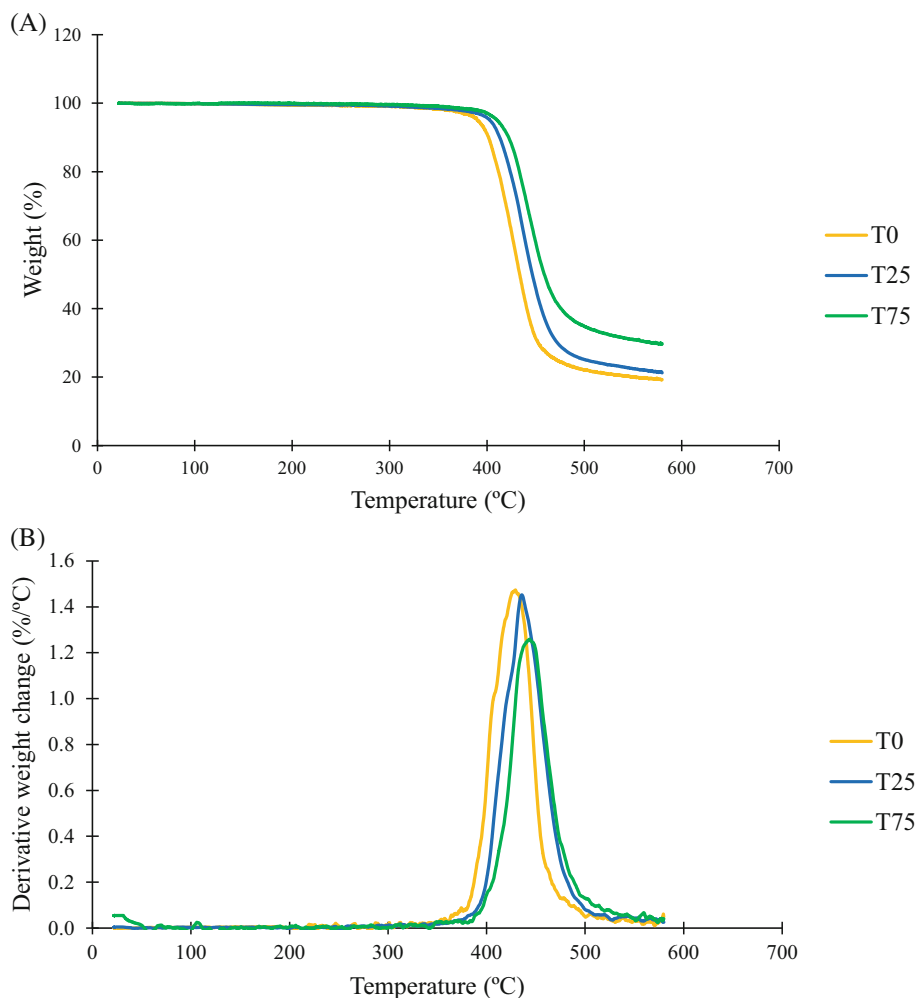 (A)
120
100
80
60
40
20
0
Weight (%)
0 100 200 300 400 500 600 700
Temperature (ºC)
T0
T25
T75
(B)
1.6
1.4
1.2
1.0
0.8
0.6
0.4
0.2
0.0
Derivative weight change (%/ºC)
0 100 200 300 400 500 600 700
Temperature (ºC)
T0
T25
T75